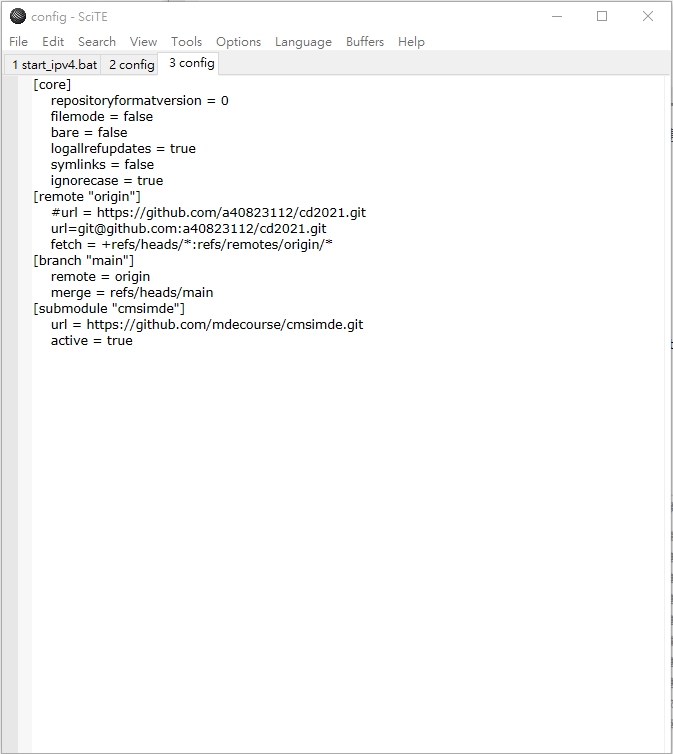 config - SciTE
File Edit Search View Tools Options Language Buffers Help
1 start_ipv4.bat 2 config 3 config
[core]
repositoryformatversion = 0
filemode = false
bare = false
logallrefupdates = true
symlinks = false
ignorecase = true
[remote "origin"]
#url = https://github.com/a40823112/cd2021.git
url=git@github.com:a40823112/cd2021.git
fetch = +refs/heads/*:refs/remotes/origin/*
[branch "main"]
remote = origin
merge = refs/heads/main
[submodule "cmsimde"]
url = https://github.com/mdecourse/cmsimde.git
active = true